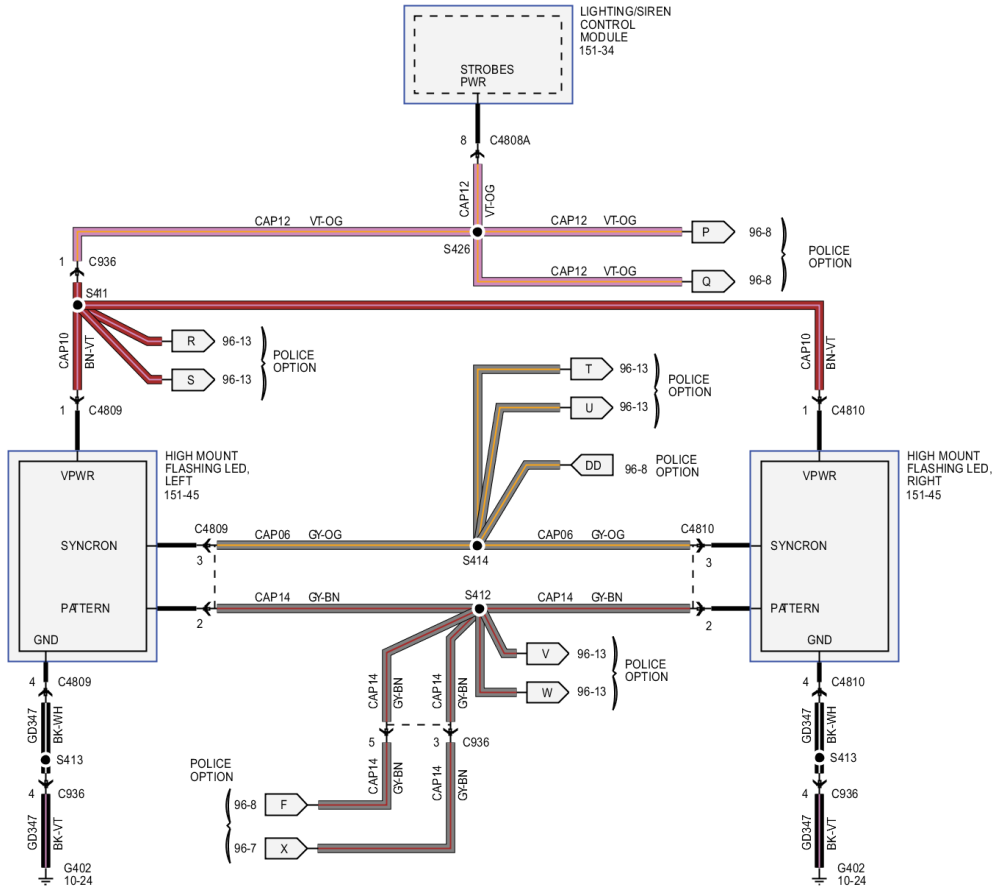 LIGHTING/SIREN
CONTROL
MODULE
151-34
STROBES
PWR
8 C4808A
CAP12
VT-OG
CAP12 VT-OG
CAP12 VT-OG
P 96-8
S426
POLICE
OPTION
CAP12 VT-OG
Q 96-8
1 C936
S411
CAP10
BN-VT
R 96-13
S 96-13
POLICE
OPTION
CAP10
BN-VT
T 96-13
U 96-13
POLICE
OPTION
1 C4809
1 C4810
HIGH MOUNT
FLASHING LED,
LEFT
151-45
VPWR
DD 96-8
POLICE
OPTION
VPWR
HIGH MOUNT
FLASHING LED,
RIGHT
151-45
C4809
C4810
SYNCRON
3
CAP06 GY-OG
S414
CAP06 GY-OG
3
SYNCRON
PATTERN
2
CAP14 GY-BN
S412
CAP14 GY-BN
2
PATTERN
GND
GND
V 96-13
W 96-13
POLICE
OPTION
4 C4809
4 C4810
CAP14
GY-BN
CAP14
GY-BN
GD347
BK-WH
GD347
BK-WH
5
3 C936
S413
S413
CAP14
GY-BN
CAP14
GY-BN
POLICE
OPTION
4 C936
4 C936
96-8 F
96-7 X
GD347
BK-VT
GD347
BK-VT
G402
10-24
G402
10-24